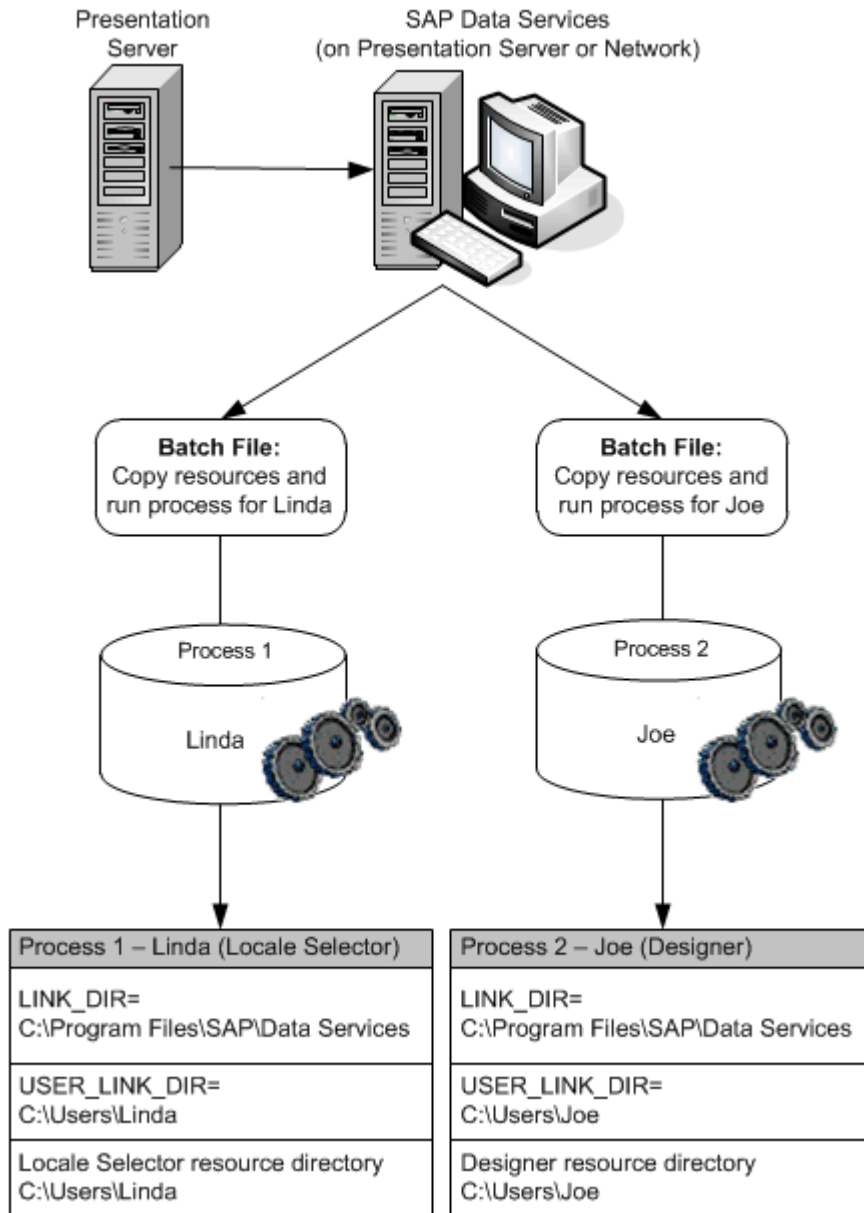 Presentation
Server
SAP Data Services
(on Presentation Server or Network)
Batch File:
Copy resources and
run process for Linda
Batch File:
Copy resources and
run process for Joe
Process 1
Linda
Process 2
Joe
Process 1 – Linda (Locale Selector)
LINK_DIR=
C:\Program Files\SAP\Data Services
USER_LINK_DIR=
C:\Users\Linda
Locale Selector resource directory
C:\Users\Linda
Process 2 – Joe (Designer)
LINK_DIR=
C:\Program Files\SAP\Data Services
USER_LINK_DIR=
C:\Users\Joe
Designer resource directory
C:\Users\Joe